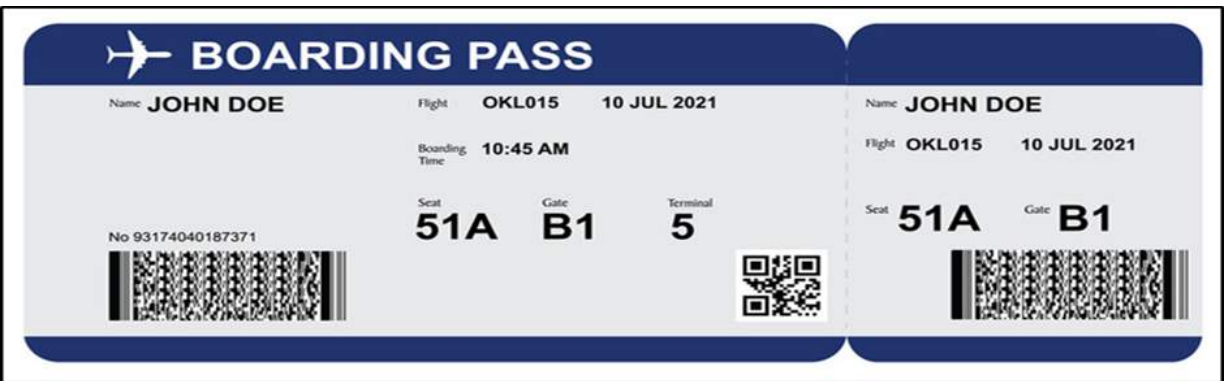 BOARDING PASS
Name JOHN DOE
Flight OKL015 10 JUL 2021
Boarding Time 10:45 AM
Seat 51A
Gate B1
Terminal 5
No 93174040187371
Name JOHN DOE
Flight OKL015 10 JUL 2021
Seat 51A Gate B1